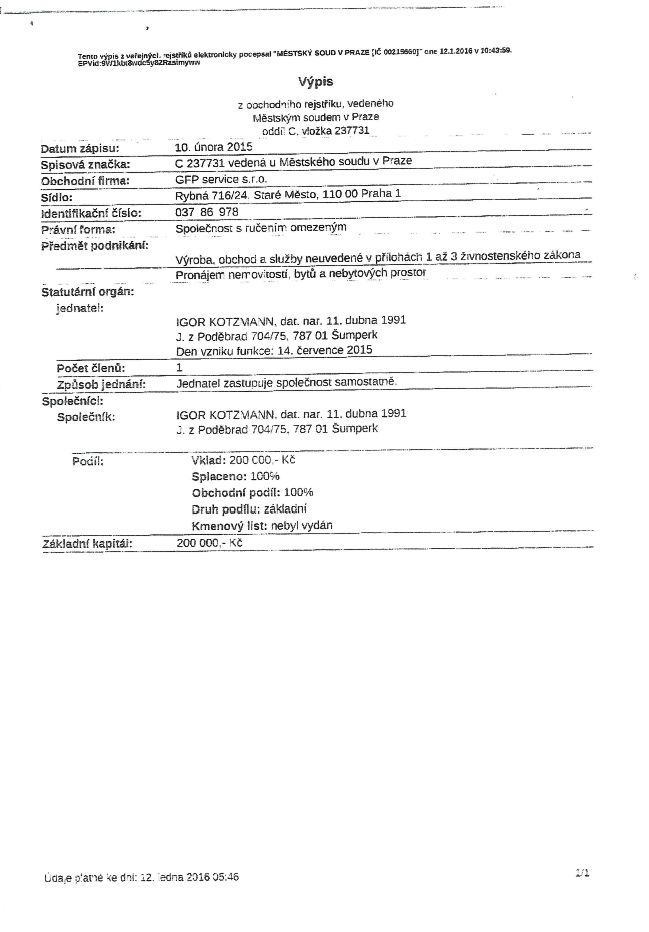 Tento výpis z veřejných rejstříků elektronicky podepsal "MĚSTSKÝ SOUD V PRAZE [IČ 00215660]" dne 12.1.2016 v 10:43:59.
Výpis
z obchodního rejstříku, vedeného
Městským soudem v Praze
oddíl C, vložka 237731
Datum zápisu: 10. února 2015
Spisová značka: C 237731 vedená u Městského soudu v Praze
Obchodní firma: GFP service s.r.o.
Sídlo: Rybná 716/24, Staré Město, 110 00 Praha 1
Identifikační číslo: 037 86 978
Právní forma: Společnost s ručením omezeným
Předmět podnikání:
Výroba, obchod a služby neuvedené v přílohách 1 až 3 živnostenského zákona
Pronájem nemovitostí, bytů a nebytových prostor
Statutární orgán:
jednatel:
IGOR KOTZMANN, dat. nar. 11. dubna 1991
J. z Poděbrad 704/75, 787 01 Šumperk
Den vzniku funkce: 14. července 2015
Počet členů: 1
Způsob jednání: Jednatel zastupuje společnost samostatně.
Společníci:
Společník: IGOR KOTZMANN, dat. nar. 11. dubna 1991
J. z Poděbrad 704/75, 787 01 Šumperk
Podíl: Vklad: 200 000,- Kč
Splaceno: 100%
Obchodní podíl: 100%
Druh podílu: základní
Kmenový list: nebyl vydán
Základní kapitál: 200 000,- Kč
Údaje platné ke dni: 12. ledna 2016 05:46
1/1